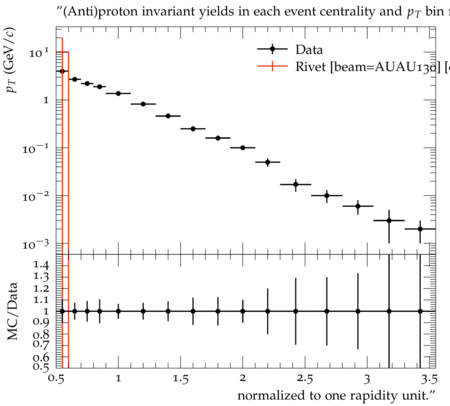 "(Anti)proton invariant yields in each event centrality and p_T bin
p_T (GeV/c)
Data
Rivet [beam=AUAU130]
10^1
1
10^−1
10^−2
10^−3
MC/Data
1.4
1.3
1.2
1.1
1
0.9
0.8
0.7
0.6
0.5
0.5 1 1.5 2 2.5 3 3.5
normalized to one rapidity unit."